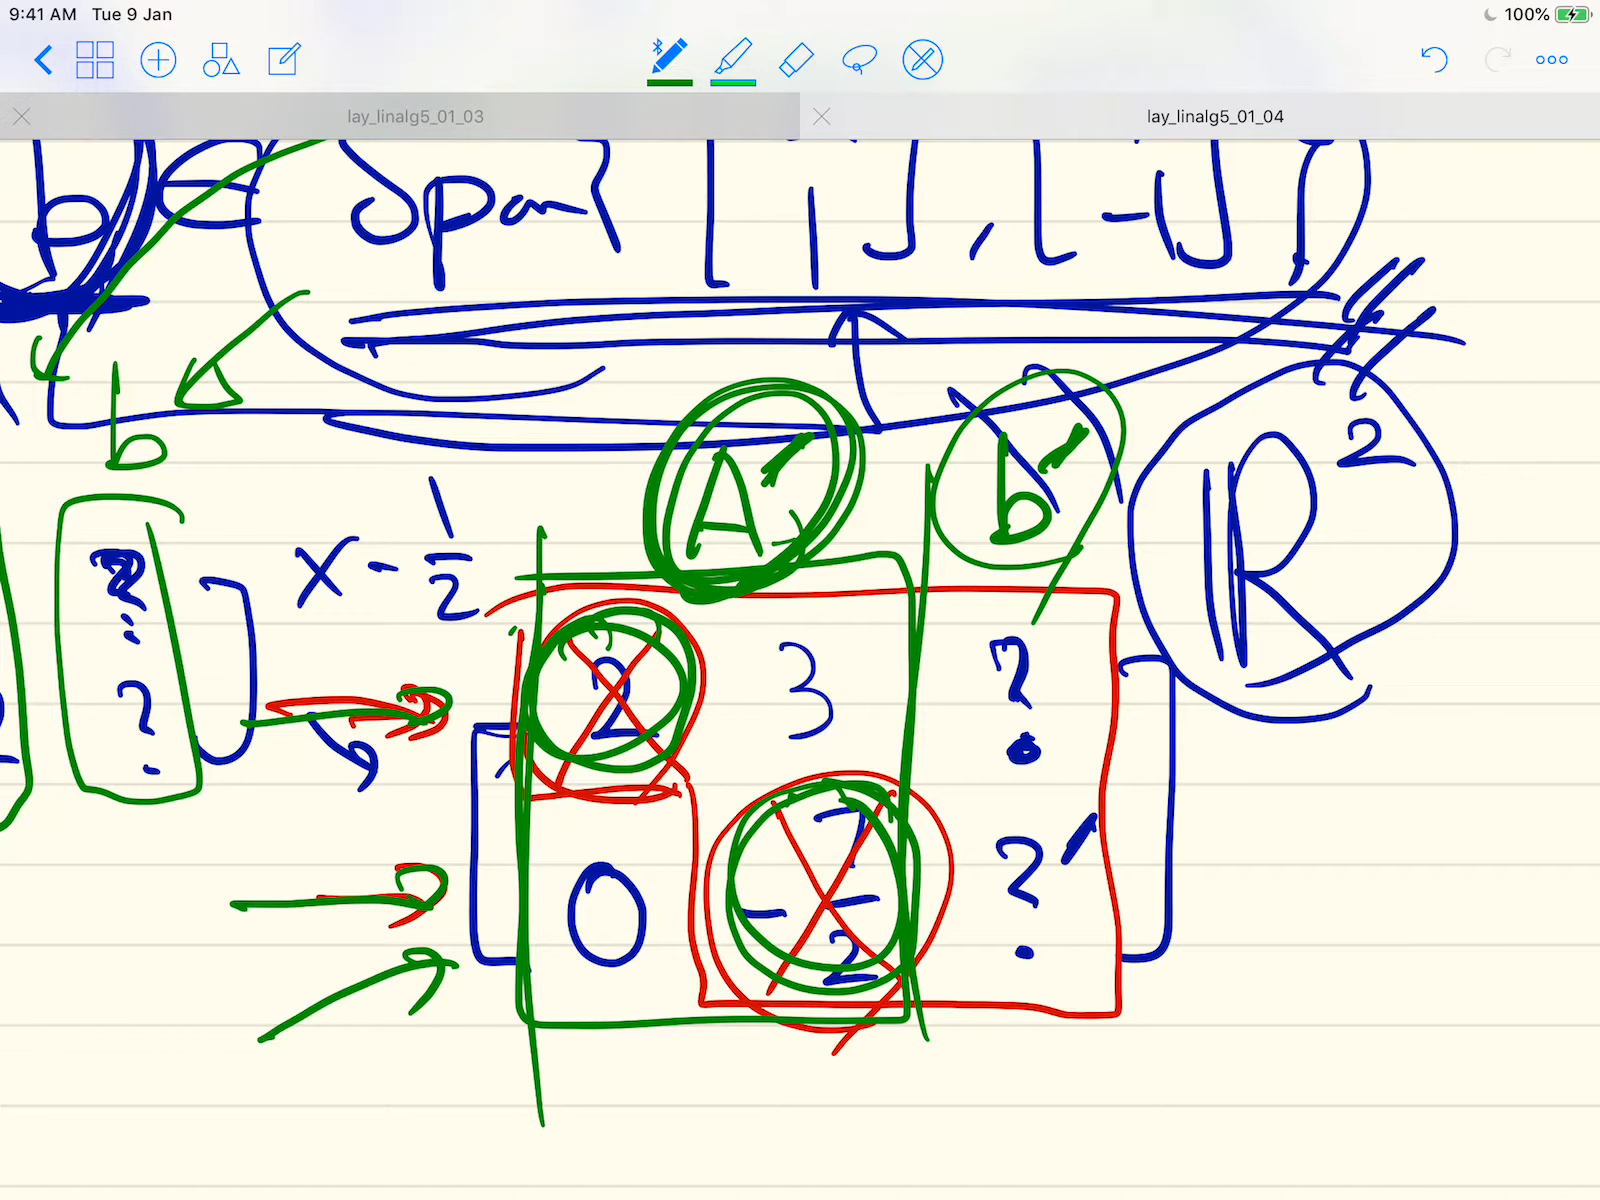 9:41 AM Tue 9 Jan 100%
lay_linalg5_01_03 lay_linalg5_01_04
b ∈ Span{ [ 1 ] , [ -1 ] }
b A' b' ℝ²
x - 1/2
? 2 3 ?
? 0 - 7/2 ?